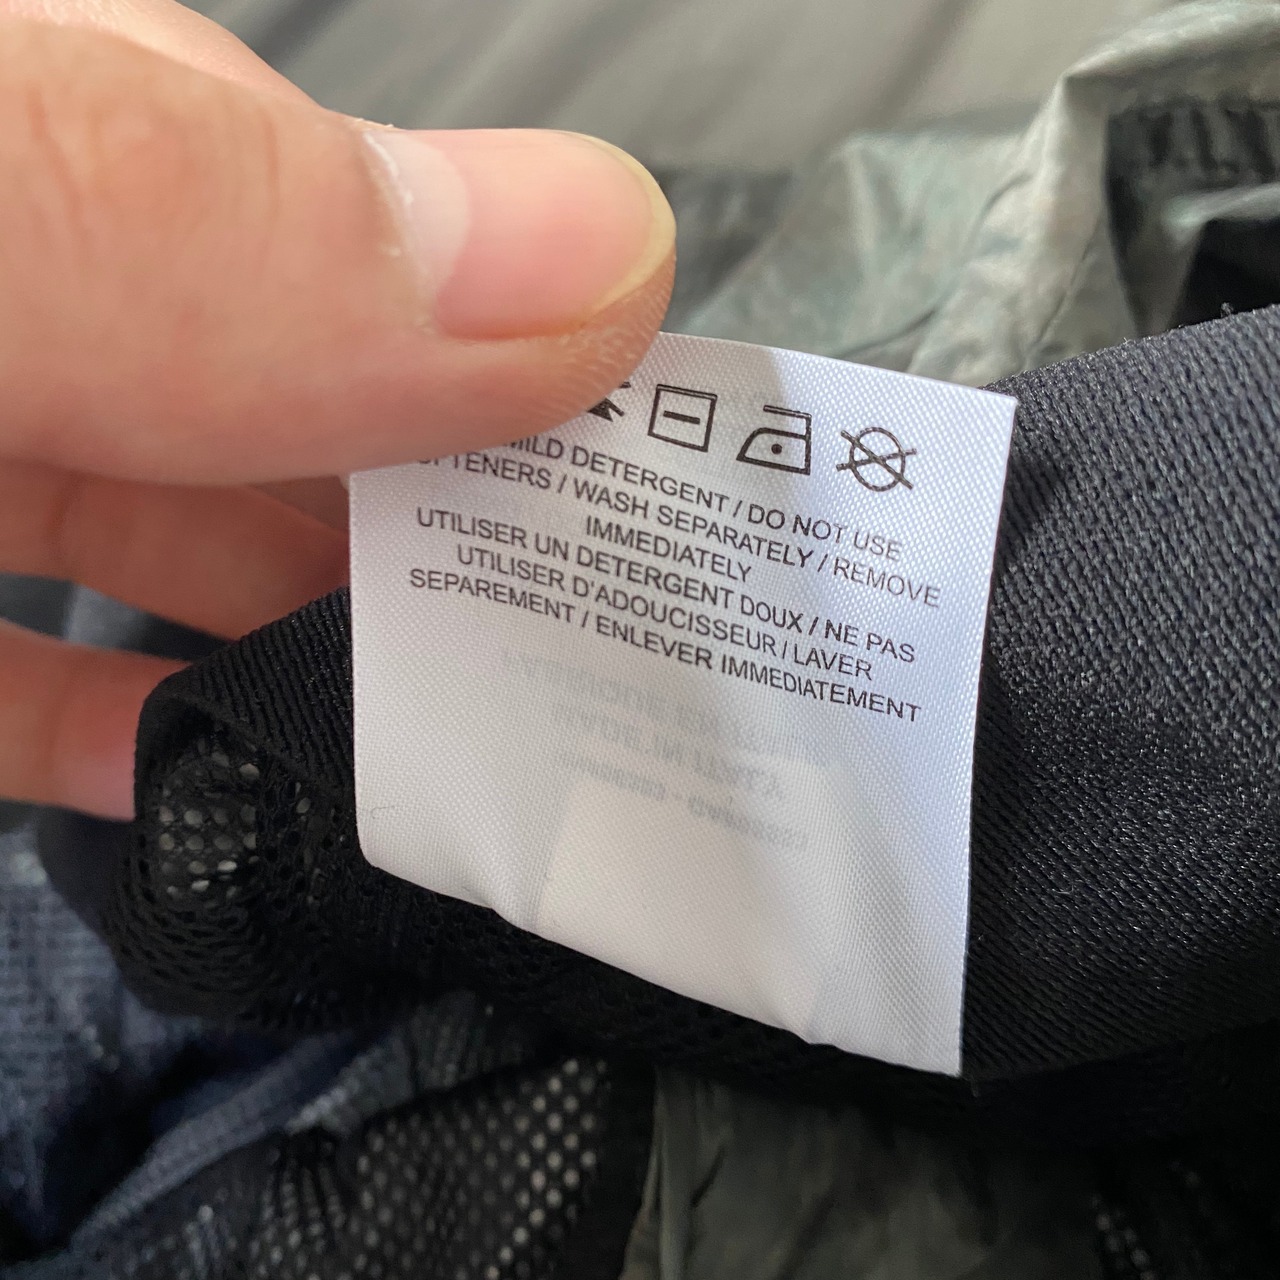 MILD DETERGENT / DO NOT USE
SOFTENERS / WASH SEPARATELY / REMOVE
IMMEDIATELY
UTILISER UN DETERGENT DOUX / NE PAS
UTILISER D'ADOUCISSEUR / LAVER
SEPAREMENT / ENLEVER IMMEDIATEMENT